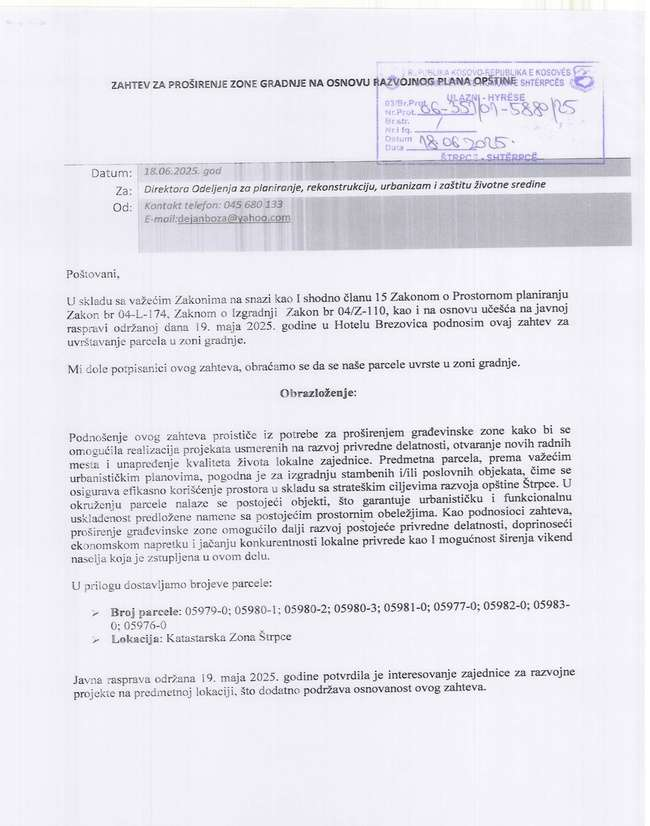 ZAHTEV ZA PROŠIRENJE ZONE GRADNJE NA OSNOVU RAZVOJNOG PLANA OPŠTINE
REPUBLIKA KOSOVO-REPUBLIKA E KOSOVËS
SHTËRPCËS
ULAZNI - HYRËSE
03/Br.Prot.
Nr.Prot. 06-351/01-5880/25
Br.str.
Nr.i fq. /
Datum
Data 18.06.2025.
ŠTRPCE - SHTËRPCË
Datum: 18.06.2025. god
Za: Direktora Odeljenja za planiranje, rekonstrukciju, urbanizam i zaštitu životne sredine
Od: Kontakt telefon: 045 680 133
E-mail:dejanboza@yahoo.com
Poštovani,
U skladu sa važećim Zakonima na snazi kao I shodno članu 15 Zakonom o Prostornom planiranju
Zakon br 04-L-174, Zaknom o Izgradnji Zakon br 04/Z-110, kao i na osnovu učešća na javnoj
raspravi održanoj dana 19. maja 2025. godine u Hotelu Brezovica podnosim ovaj zahtev za
uvrštavanje parcela u zoni gradnje.
Mi dole potpisanici ovog zahteva, obraćamo se da se naše parcele uvrste u zoni gradnje.
Obrazloženje:
Podnošenje ovog zahteva proističe iz potrebe za proširenjem građevinske zone kako bi se
omogućila realizacija projekata usmerenih na razvoj privredne delatnosti, otvaranje novih radnih
mesta i unapređenje kvaliteta života lokalne zajednice. Predmetna parcela, prema važećim
urbanističkim planovima, pogodna je za izgradnju stambenih i/ili poslovnih objekata, čime se
osigurava efikasno korišćenje prostora u skladu sa strateškim ciljevima razvoja opštine Štrpce. U
okruženju parcele nalaze se postojeći objekti, što garantuje urbanističku i funkcionalnu
usklađenost predložene namene sa postojećim prostornim obeležjima. Kao podnosioci zahteva,
proširenje građevinske zone omogućilo dalji razvoj postojeće privredne delatnosti, doprinoseći
ekonomskom napretku i jačanju konkurentnosti lokalne privrede kao I mogućnost širenja vikend
naselja koja je zstupljena u ovom delu.
U prilogu dostavljamo brojeve parcele:
➢ Broj parcele: 05979-0; 05980-1; 05980-2; 05980-3; 05981-0; 05977-0; 05982-0; 05983-
0; 05976-0
➢ Lokacija: Katastarska Zona Štrpce
Javna rasprava održana 19. maja 2025. godine potvrdila je interesovanje zajednice za razvojne
projekte na predmetnoj lokaciji, što dodatno podržava osnovanost ovog zahteva.